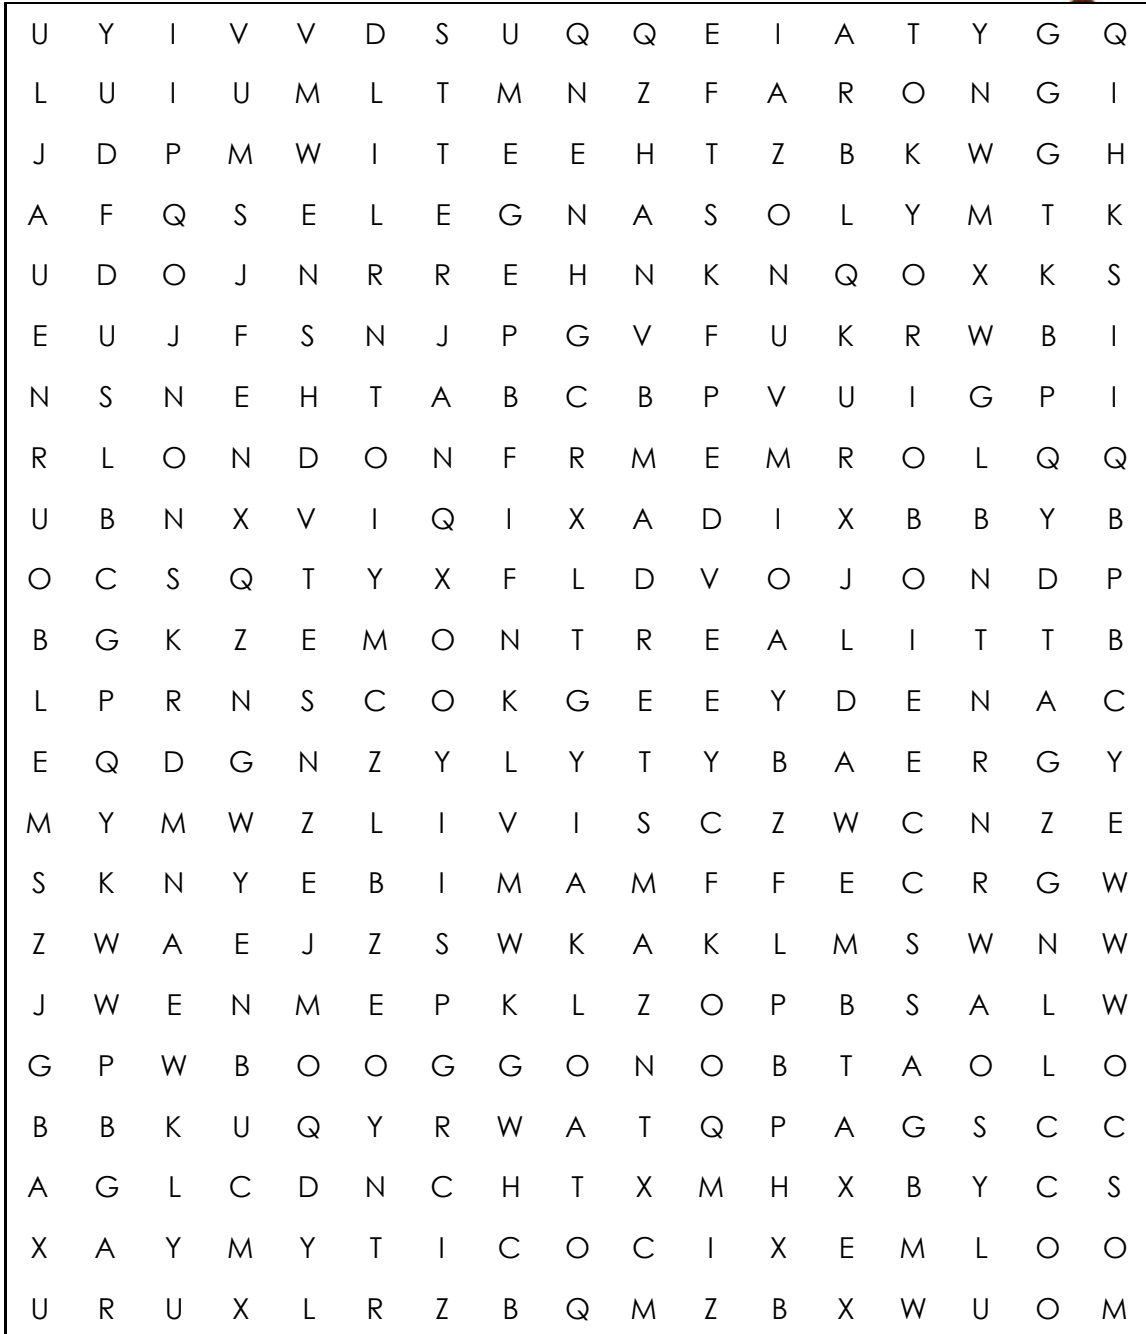 U Y I V V D S U Q Q E I A T Y G Q
L U I U M L T M N Z F A R O N G I
J D P M W I T E E H T Z B K W G H
A F Q S E L E G N A S O L Y M T K
U D O J N R R E H N K N Q O X K S
E U J F S N J P G V F U K R W B I
N S N E H T A B C B P V U I G P I
R L O N D O N F R M E M R O L Q Q
U B N X V I Q I X A D I X B B Y B
O C S Q T Y X F L D V O J O N D P
B G K Z E M O N T R E A L I T T B
L P R N S C O K G E E Y D E N A C
E Q D G N Z Y L Y T Y B A E R G Y
M Y M W Z L I V I S C Z W C N Z E
S K N Y E B I M A M F F E C R G W
Z W A E J Z S W K A K L M S W N W
J W E N M E P K L Z O P B S A L W
G P W B O O G G O N O B T A O L O
B B K U Q Y R W A T Q P A G S C C
A G L C D N C H T X M H X B Y C S
X A Y M Y T I C O C I X E M L O O
U R U X L R Z B Q M Z B X W U O M